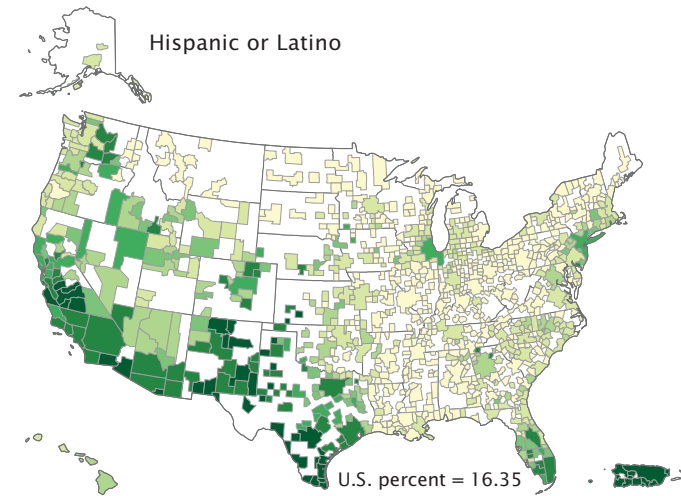 Hispanic or Latino
U.S. percent = 16.35